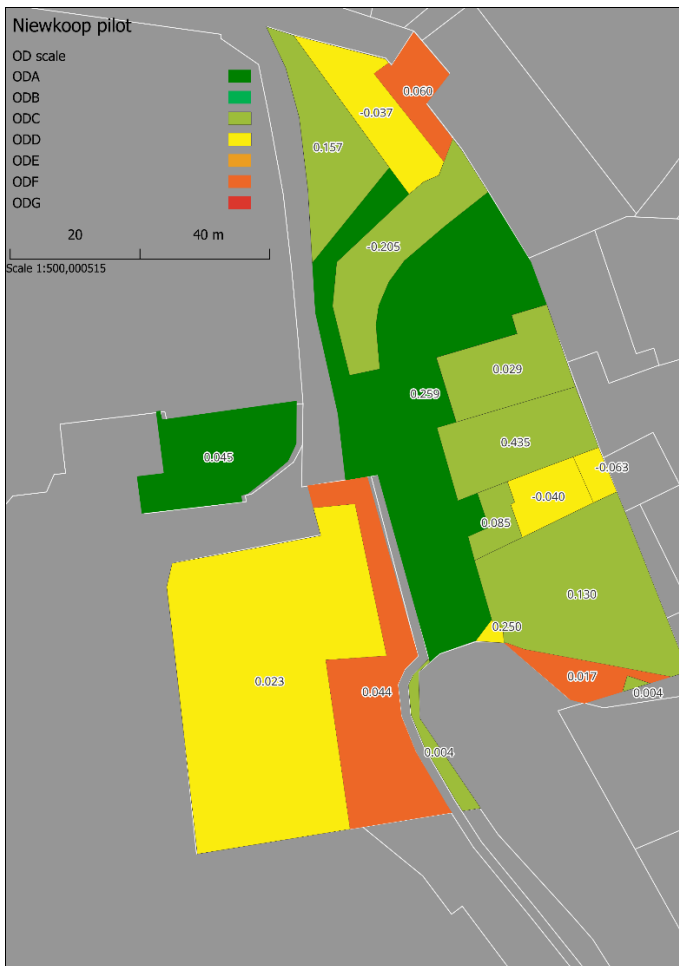 Niewkoop pilot
OD scale
ODA
ODB
ODC
ODD
ODE
ODF
ODG
20 40 m
Scale 1:500,000515
0.060
-0.037
0.157
-0.205
0.029
0.259
0.435
0.045
-0.063
-0.040
0.085
0.130
0.250
0.017
0.023
0.044
0.004
0.004